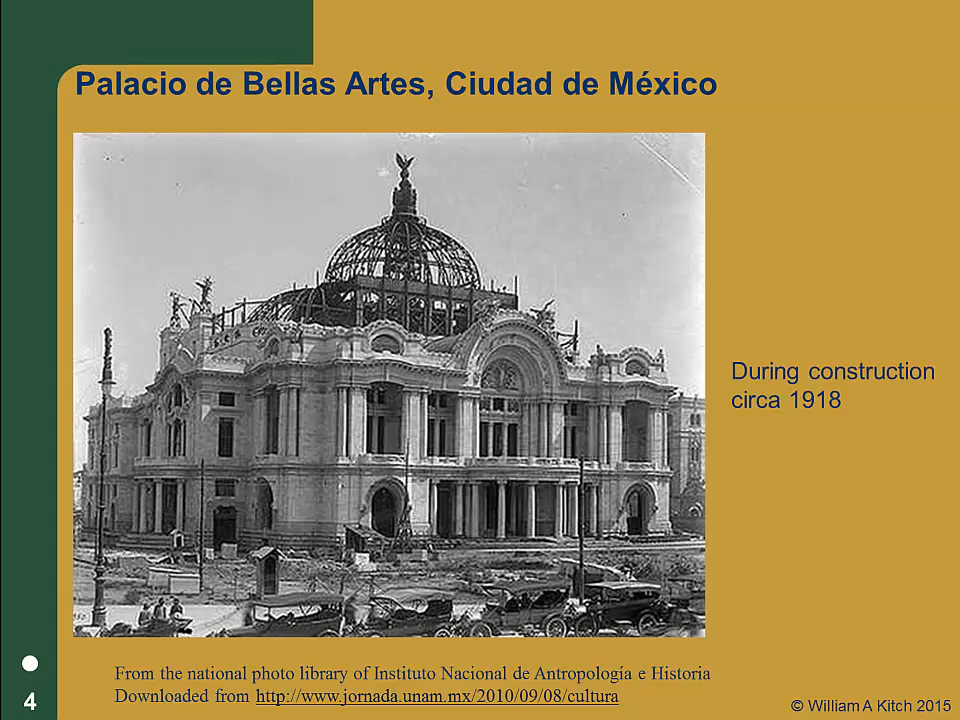 Palacio de Bellas Artes, Ciudad de México
During construction
circa 1918
From the national photo library of Instituto Nacional de Antropología e Historia
Downloaded from http://www.jornada.unam.mx/2010/09/08/cultura
4
© William A Kitch 2015